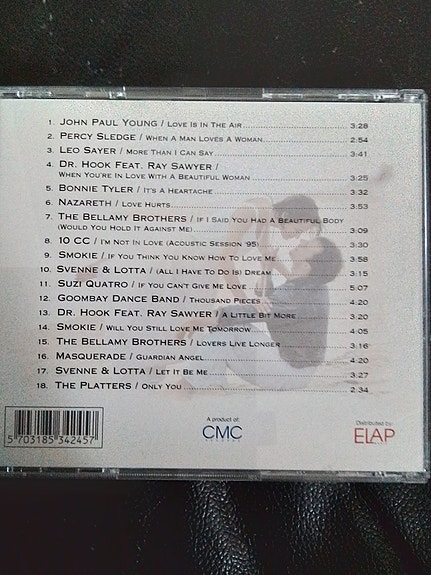 1. John Paul Young / Love Is In The Air 3:28
2. Percy Sledge / When A Man Loves A Woman 2:54
3. Leo Sayer / More Than I Can Say 3:41
4. Dr. Hook Feat. Ray Sawyer /
When You're In Love With A Beautiful Woman 3:25
5. Bonnie Tyler / It's A Heartache 3:32
6. Nazareth / Love Hurts 3:53
7. The Bellamy Brothers / If I Said You Had A Beautiful Body
(Would You Hold It Against Me) 3:09
8. 10 CC / I'm Not In Love (Acoustic Session '95) 3:30
9. Smokie / If You Think You Know How To Love Me 3:58
10. Svenne & Lotta / (All I Have To Do Is) Dream 3:15
11. Suzi Quatro / If You Can't Give Me Love 5:07
12. Goombay Dance Band / Thousand Pieces 4:20
13. Dr. Hook Feat. Ray Sawyer / A Little Bit More 3:20
14. Smokie / Will You Still Love Me Tomorrow 4:05
15. The Bellamy Brothers / Lovers Live Longer 3:16
16. Masquerade / Guardian Angel 4:20
17. Svenne & Lotta / Let It Be Me 3:27
18. The Platters / Only You 2:34
5 703185 342457
A product of:
CMC
Distributed by:
ELAP